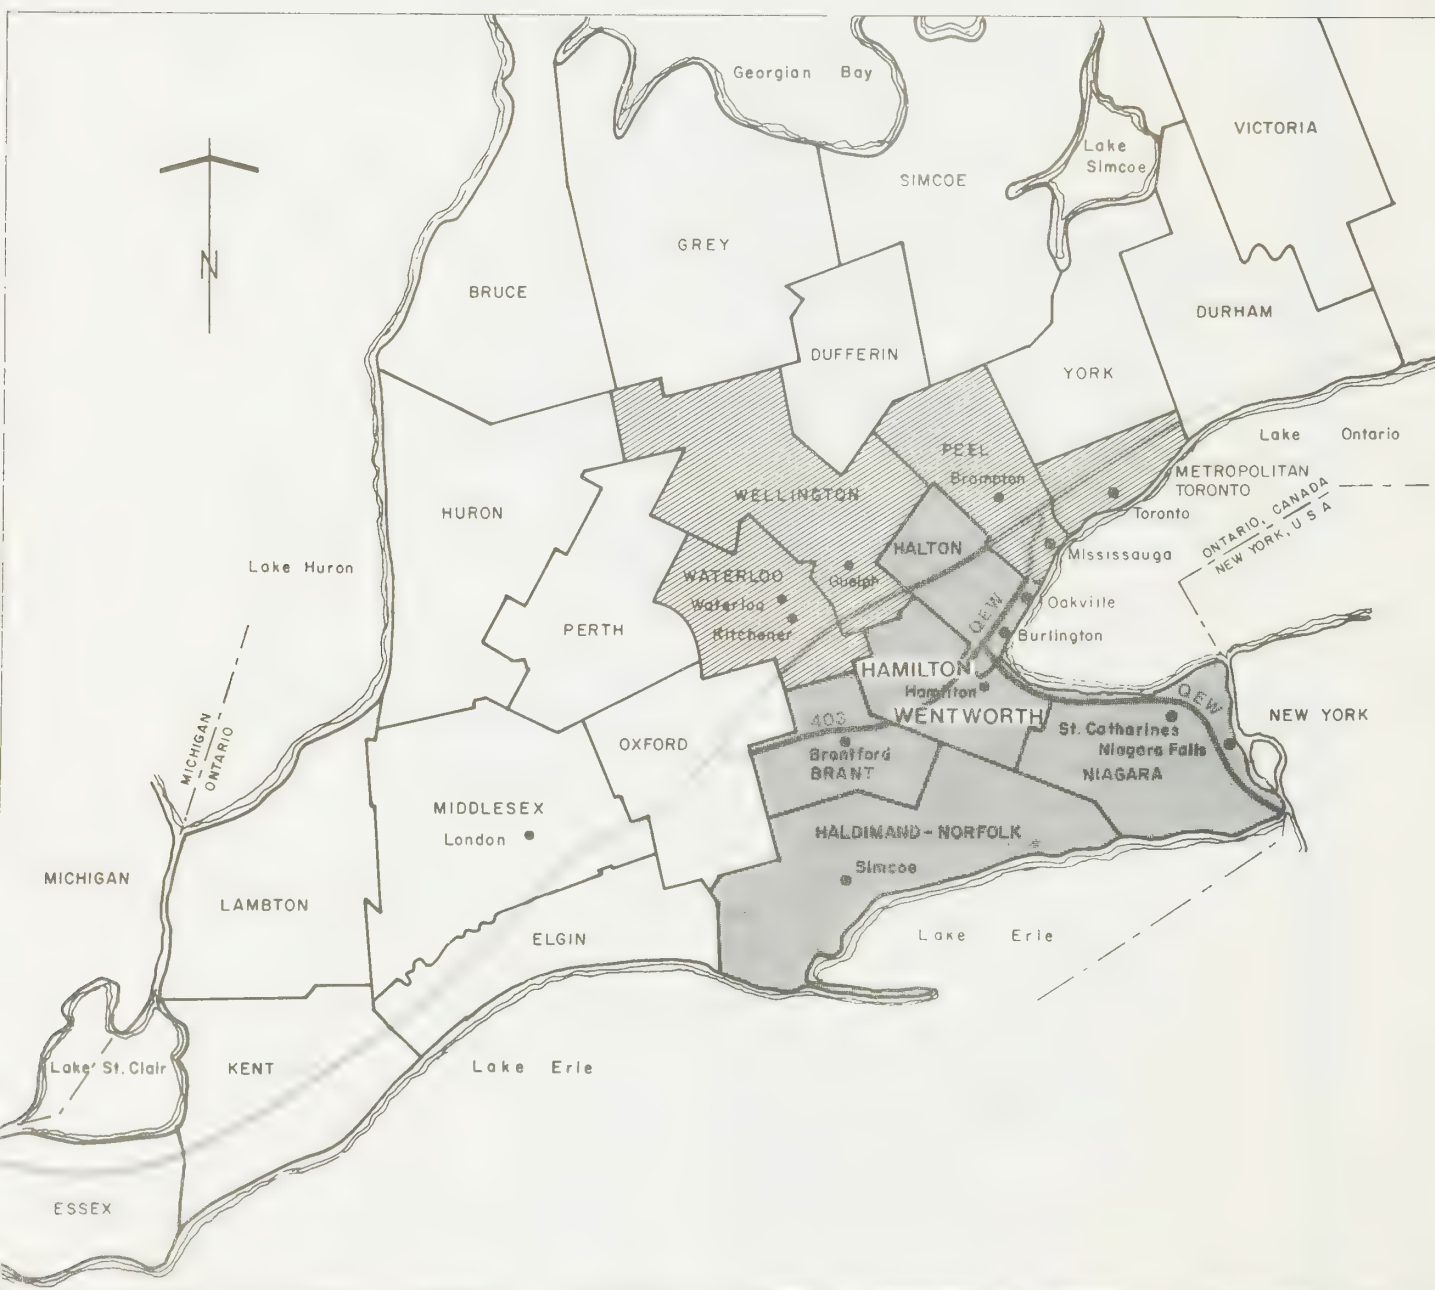 Georgian Bay
VICTORIA
Lake
Simcoe
SIMCOE
GREY
N
BRUCE
DURHAM
DUFFERIN
YORK
Lake Ontario
PEEL
Brampton
METROPOLITAN
TORONTO
Toronto
WELLINGTON
ONTARIO, CANADA
NEW YORK, U S A
HURON
HALTON
Mississauga
Lake Huron
Guelph
WATERLOO
Waterloo
Kitchener
Oakville
QEW
Burlington
PERTH
HAMILTON
Hamilton
WENTWORTH
QEW
NEW YORK
403
St. Catharines
Niagara Falls
NIAGARA
OXFORD
Brantford
BRANT
MICHIGAN
ONTARIO
MIDDLESEX
London
HALDIMAND-NORFOLK
Simcoe
MICHIGAN
LAMBTON
ELGIN
Lake Erie
Lake St. Clair
KENT
Lake Erie
ESSEX